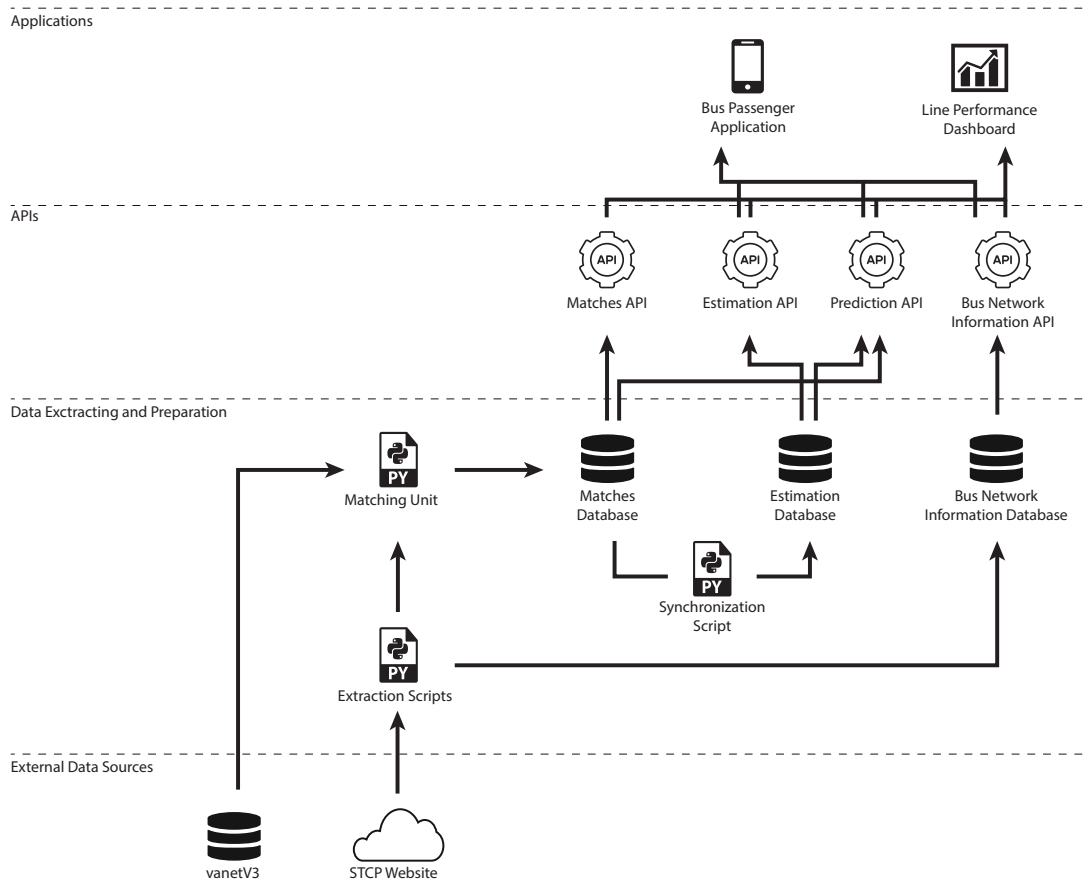 Applications
Bus Passenger
Application
Line Performance
Dashboard
APIs
API
API
API
API
Matches API
Estimation API
Prediction API
Bus Network
Information API
Data Exctracting and Preparation
PY
Matching Unit
Matches
Database
Estimation
Database
Bus Network
Information Database
PY
Synchronization
Script
PY
Extraction Scripts
External Data Sources
vanetV3
STCP Website